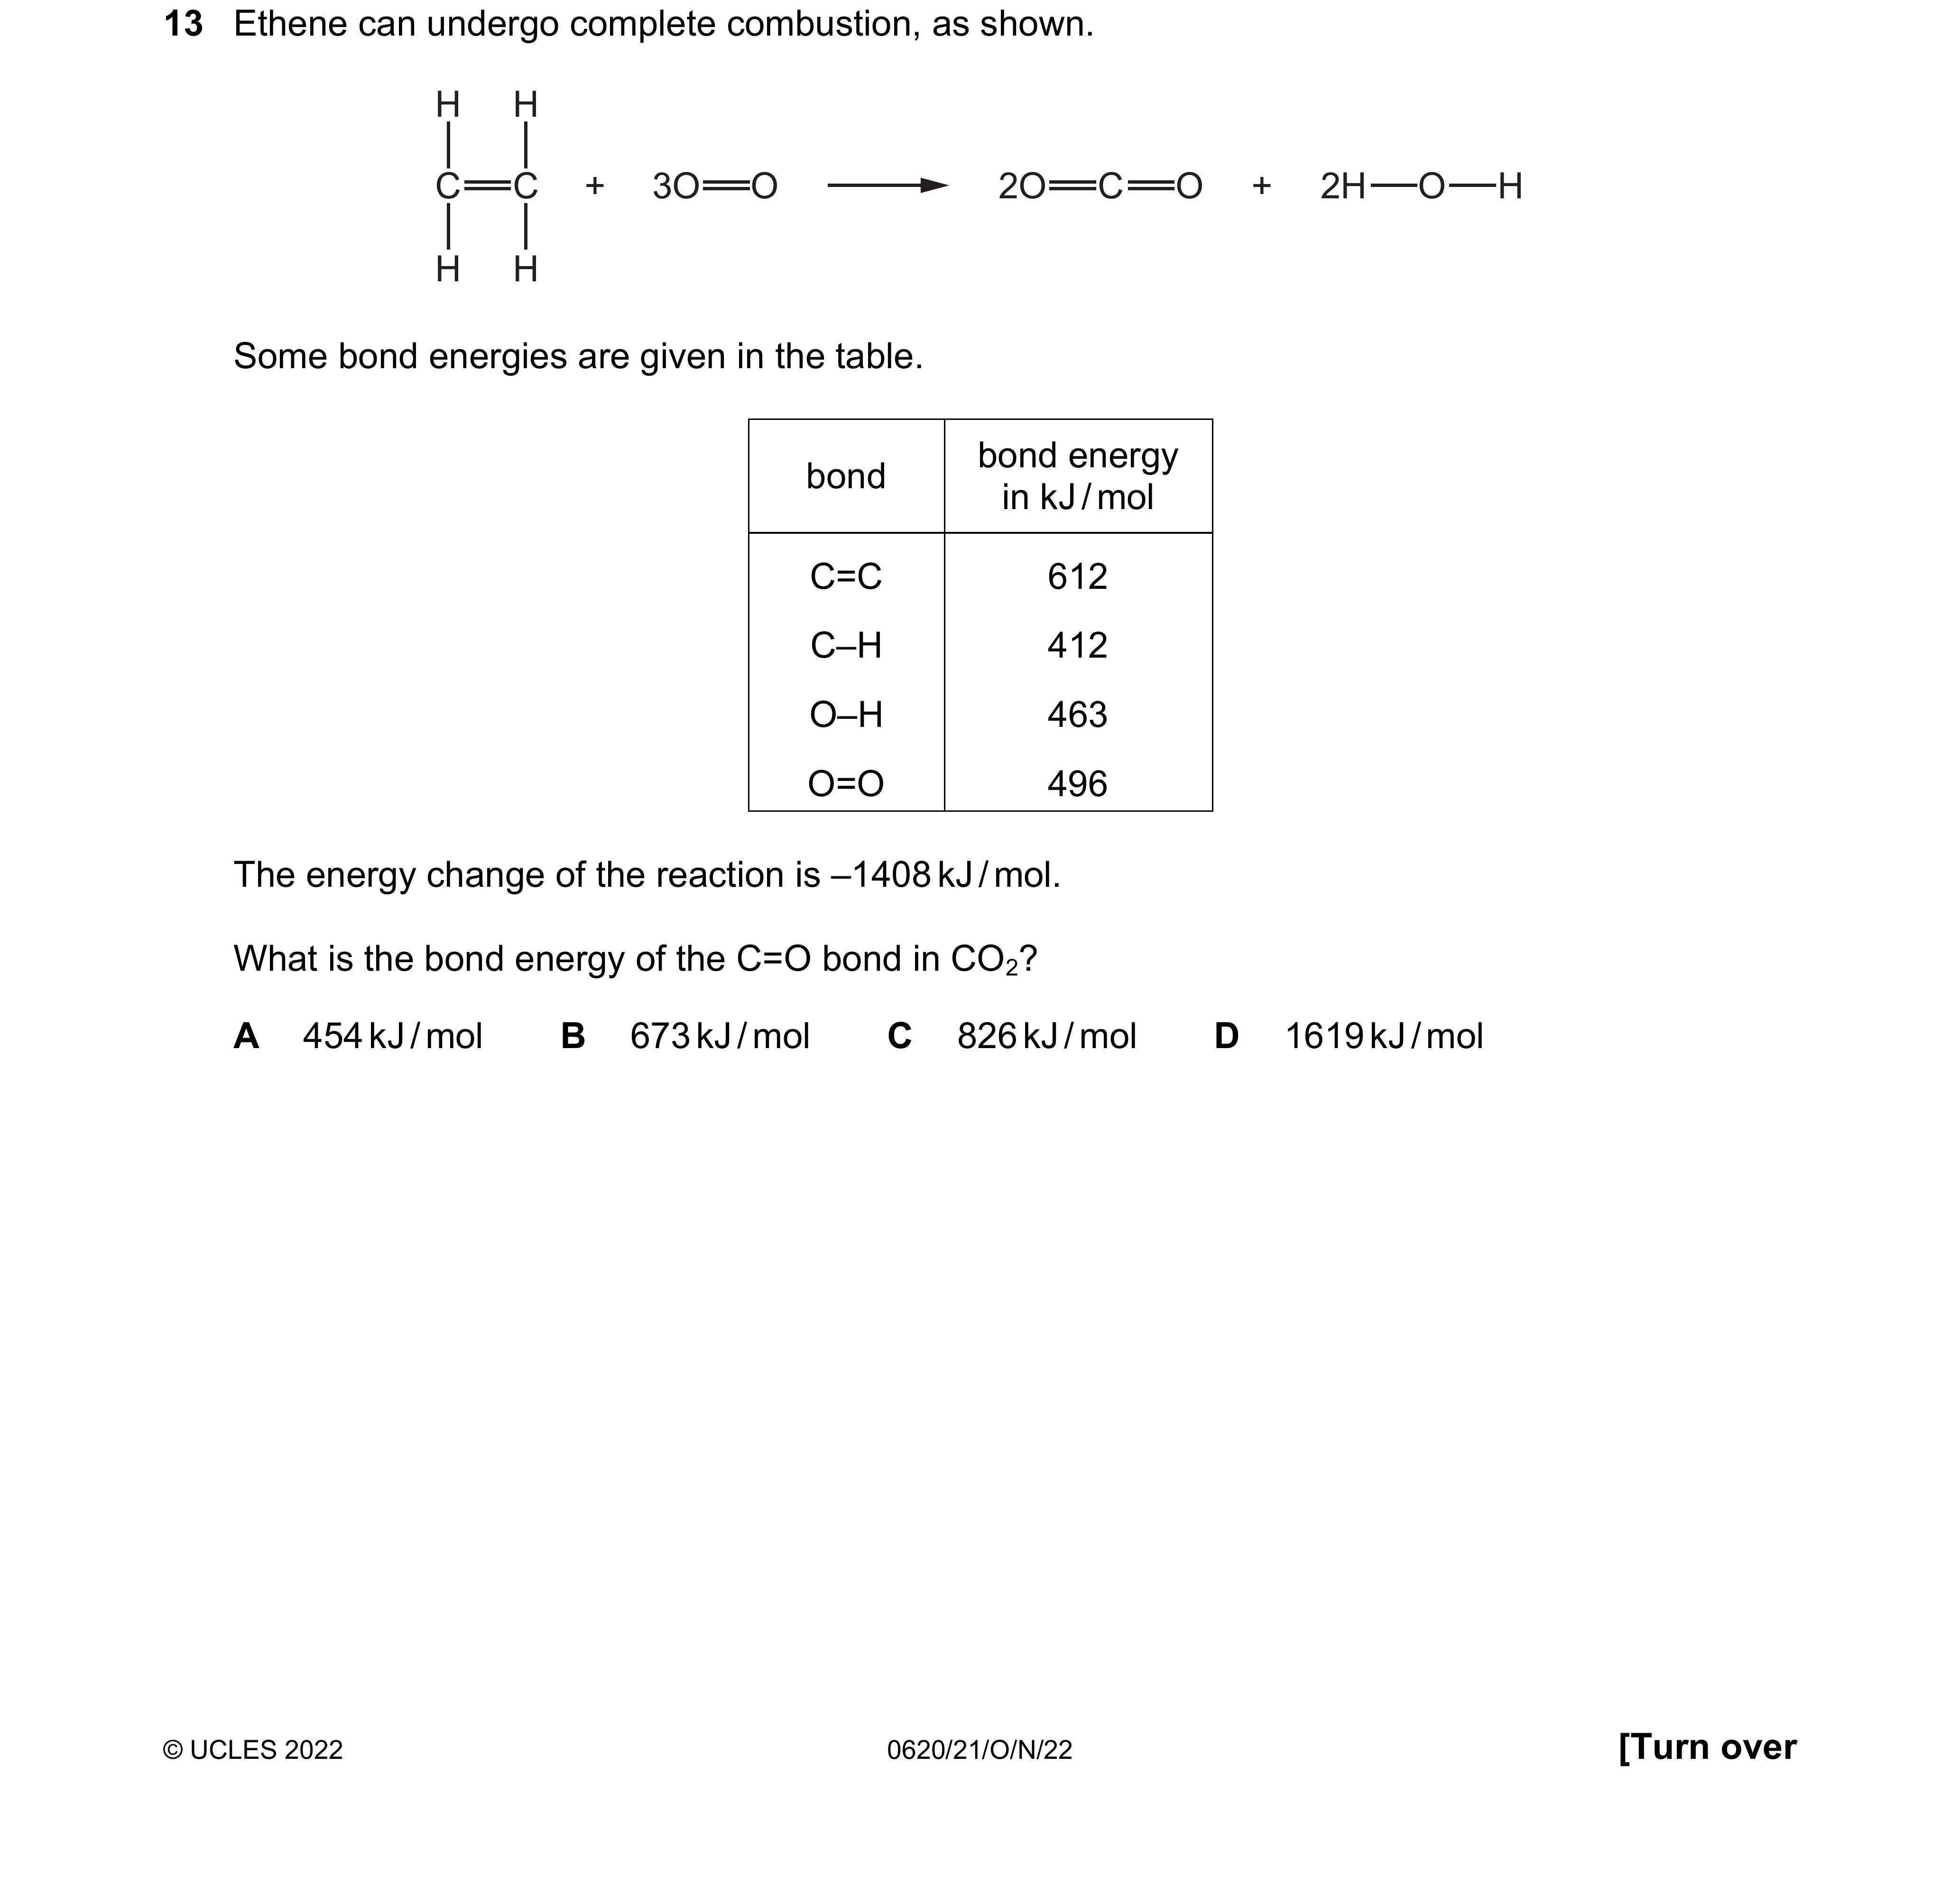 13 Ethene can undergo complete combustion, as shown.
H H
C=C + 3O=O → 2O=C=O + 2H–O–H
H H
Some bond energies are given in the table.
bond
bond energy
in kJ/mol
C=C 612
C–H 412
O–H 463
O=O 496
The energy change of the reaction is –1408 kJ/mol.
What is the bond energy of the C=O bond in CO₂?
A 454 kJ/mol B 673 kJ/mol C 826 kJ/mol D 1619 kJ/mol
© UCLES 2022 0620/21/O/N/22 [Turn over